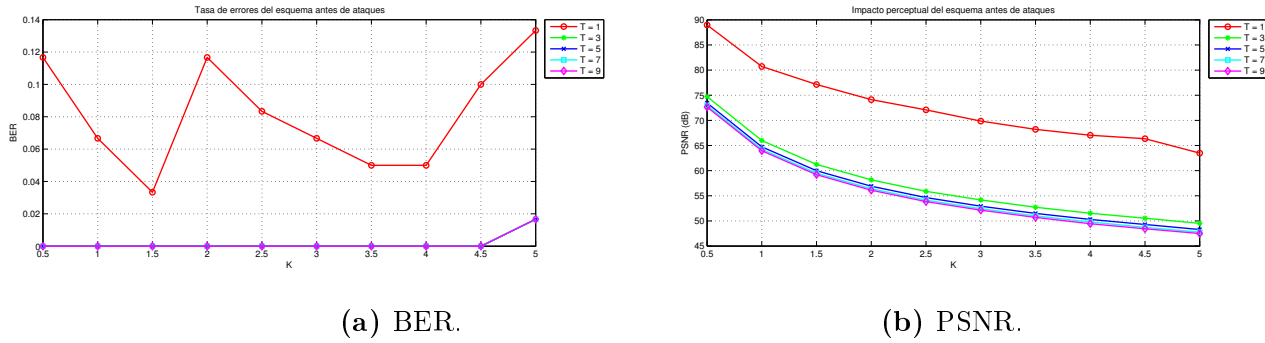 Tasa de errores del esquema antes de ataques
0.14
0.12
0.1
0.08
0.06
0.04
0.02
0
BER
0.5 1 1.5 2 2.5 3 3.5 4 4.5 5
K
T = 1
T = 3
T = 5
T = 7
T = 9
(a) BER.
Impacto perceptual del esquema antes de ataques
90
85
80
75
70
65
60
55
50
45
PSNR (dB)
0.5 1 1.5 2 2.5 3 3.5 4 4.5 5
K
T = 1
T = 3
T = 5
T = 7
T = 9
(b) PSNR.